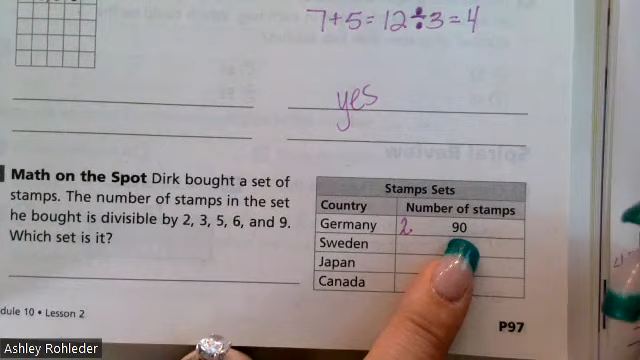 7+5=12÷3=4
yes
Math on the Spot Dirk bought a set of
stamps. The number of stamps in the set
he bought is divisible by 2, 3, 5, 6, and 9.
Which set is it?
Stamps Sets
Country Number of stamps
Germany 2 90
Sweden
Japan
Canada
dule 10 • Lesson 2
P97
Ashley Rohleder